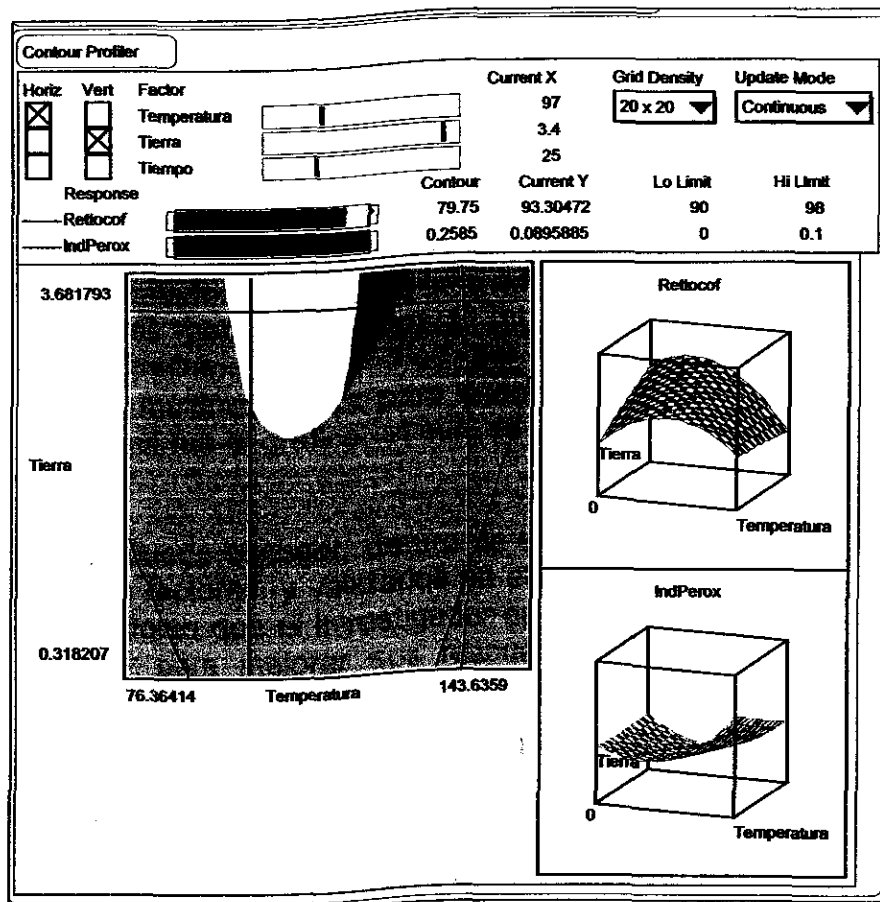 Contour Profiler
Horiz Vert Factor Current X Grid Density Update Mode
Temperatura 97 20 x 20 Continuous
Tierra 3.4
Tiempo 25
Response Contour Current Y Lo Limit Hi Limit
Retlocof 79.75 93.30472 90 98
IndPerox 0.2585 0.0895885 0 0.1
3.681793
Tierra
0.318207
76.36414 Temperatura 143.6359
Retlocof
Tierra
0
Temperatura
IndPerox
Tierra
0
Temperatura